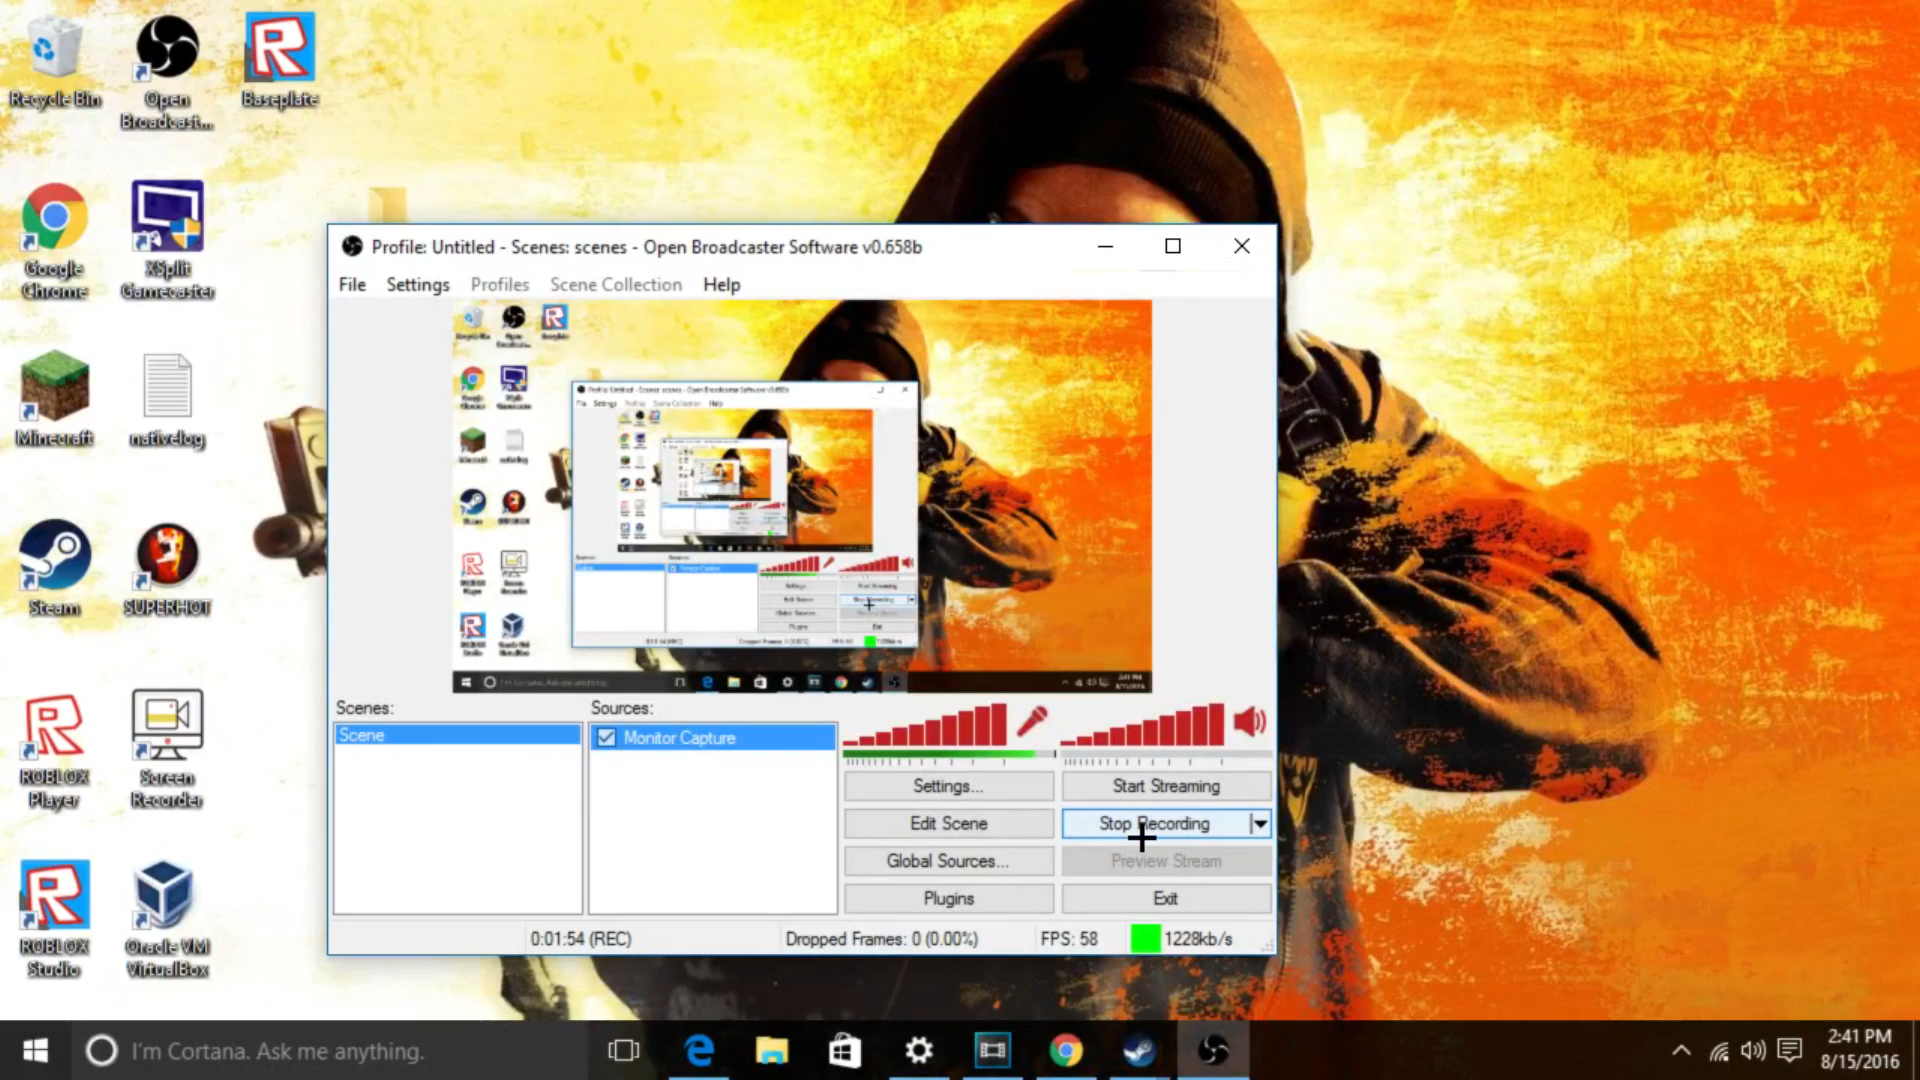 Recycle Bin
Open
Broadcast...
Baseplate
Google
Chrome
XSplit
Gamecaster
Minecraft
nativelog
Steam
SUPERHOT
ROBLOX
Player
Screen
Recorder
ROBLOX
Studio
Oracle VM
VirtualBox
Profile: Untitled - Scenes: scenes - Open Broadcaster Software v0.658b
File Settings Profiles Scene Collection Help
Scenes:
Sources:
Scene
Monitor Capture
Settings...
Start Streaming
Edit Scene
Stop Recording
Global Sources...
Preview Stream
Plugins
Exit
0:01:54 (REC)
Dropped Frames: 0 (0.00%)
FPS: 58
1228kb/s
I'm Cortana. Ask me anything.
2:41 PM
8/15/2016